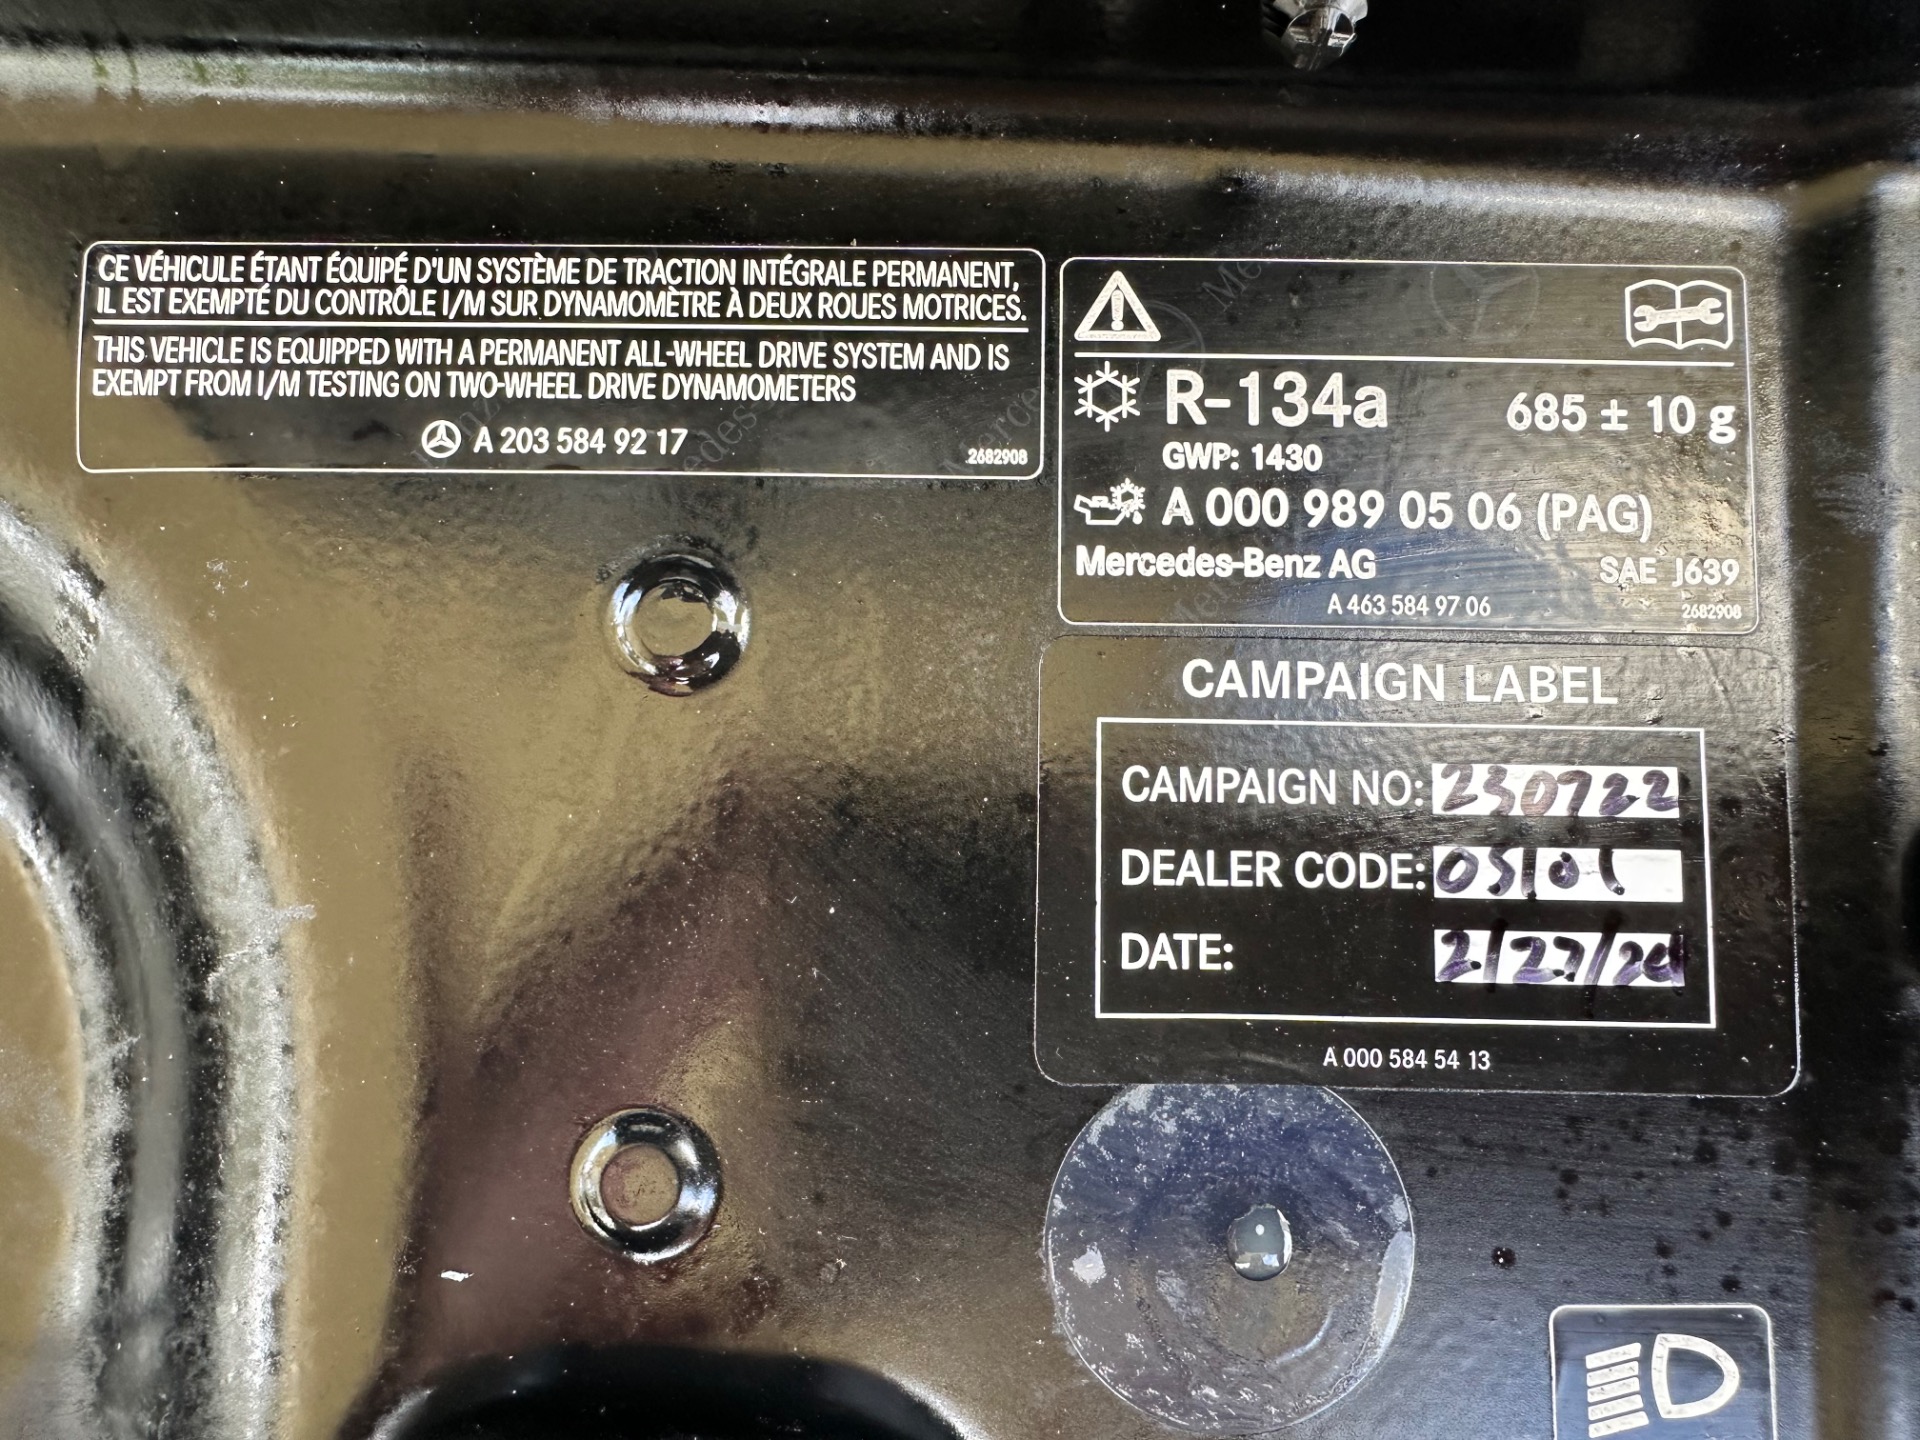 CE VÉHICULE ÉTANT ÉQUIPÉ D'UN SYSTÈME DE TRACTION INTÉGRALE PERMANENT,
IL EST EXEMPTÉ DU CONTRÔLE I/M SUR DYNAMOMÈTRE À DEUX ROUES MOTRICES.
THIS VEHICLE IS EQUIPPED WITH A PERMANENT ALL-WHEEL DRIVE SYSTEM AND IS
EXEMPT FROM I/M TESTING ON TWO-WHEEL DRIVE DYNAMOMETERS
A 203 584 92 17
2682908
R-134a 685 ± 10 g
GWP: 1430
A 000 989 05 06 (PAG)
Mercedes-Benz AG SAE J639
A 463 584 97 06 2682908
CAMPAIGN LABEL
CAMPAIGN NO: 230722
DEALER CODE: 05101
DATE: 2/27/24
A 000 584 54 13